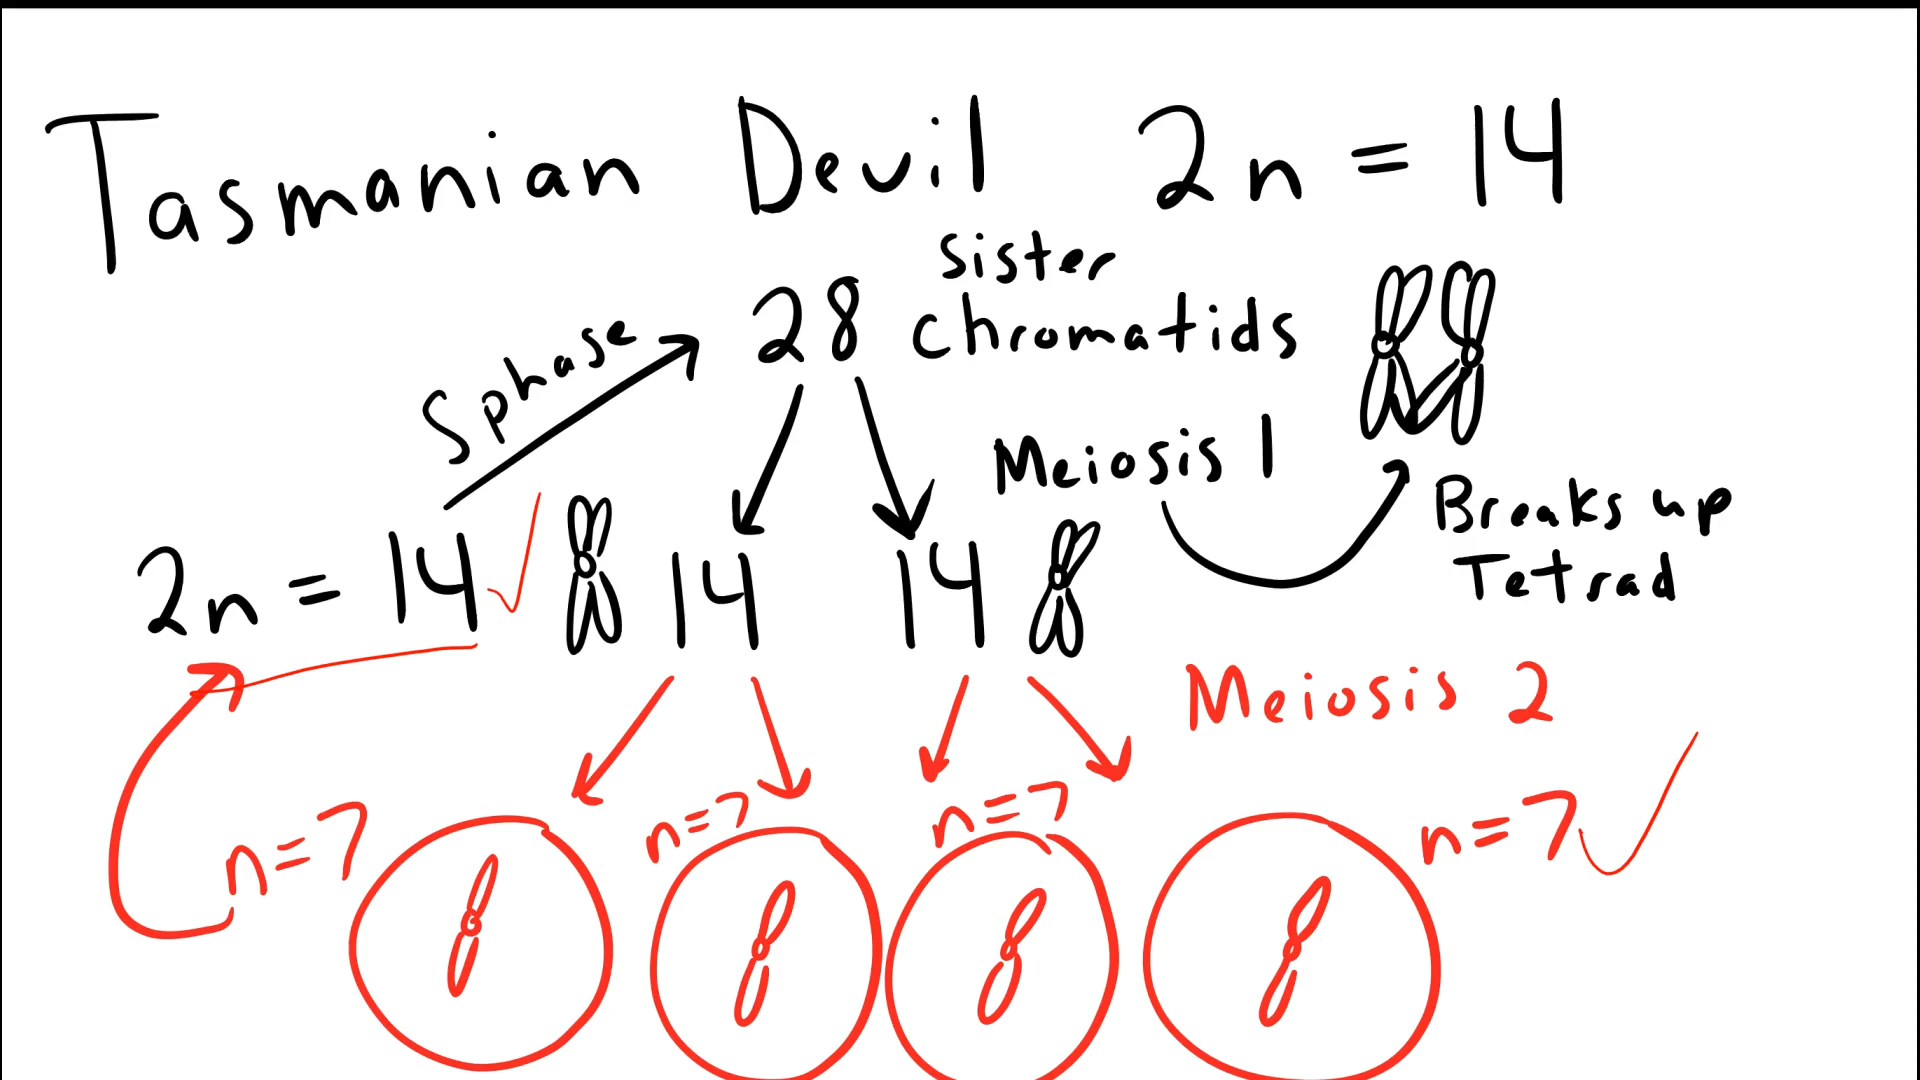 Tasmanian Devil 2n = 14
Sister
28 chromatids
Sphase
Meiosis 1
Breaks up
Tetrad
2n = 14 14 14
Meiosis 2
n=7 n=7 n=7 n=7